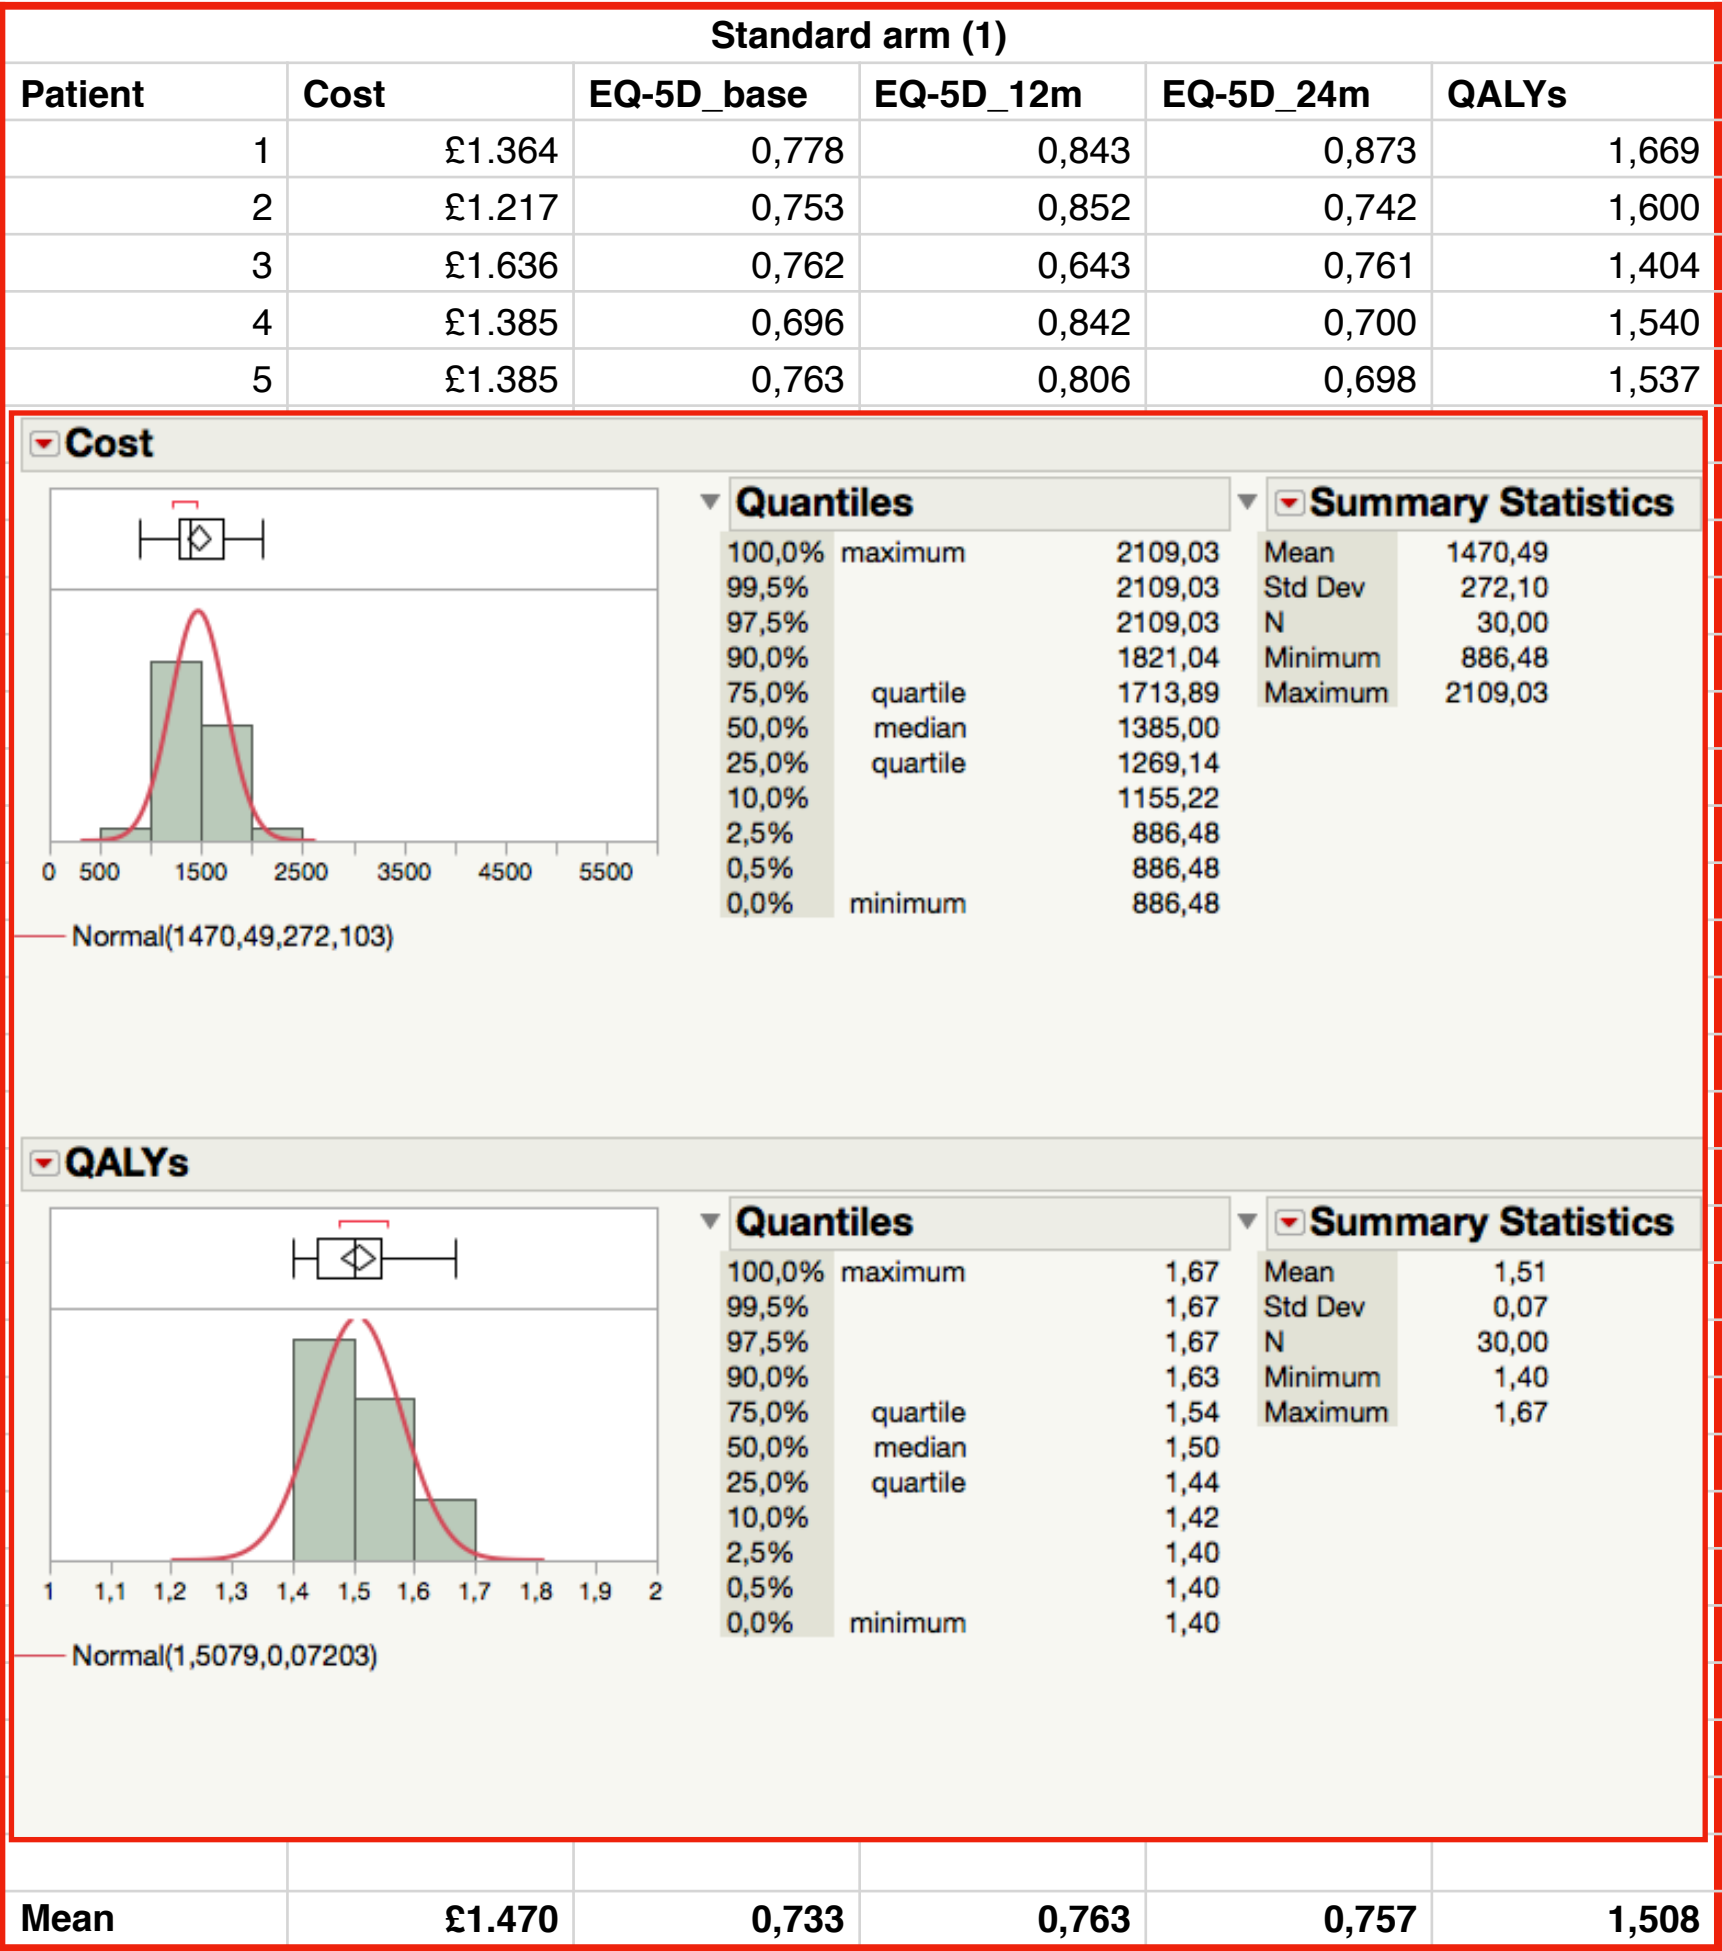 Standard arm (1)
Patient Cost EQ-5D_base EQ-5D_12m EQ-5D_24m QALYs
1 £1.364 0,778 0,843 0,873 1,669
2 £1.217 0,753 0,852 0,742 1,600
3 £1.636 0,762 0,643 0,761 1,404
4 £1.385 0,696 0,842 0,700 1,540
5 £1.385 0,763 0,806 0,698 1,537
Cost
0 500 1500 2500 3500 4500 5500
Normal(1470,49,272,103)
Quantiles
100,0% maximum 2109,03
99,5% 2109,03
97,5% 2109,03
90,0% 1821,04
75,0% quartile 1713,89
50,0% median 1385,00
25,0% quartile 1269,14
10,0% 1155,22
2,5% 886,48
0,5% 886,48
0,0% minimum 886,48
Summary Statistics
Mean 1470,49
Std Dev 272,10
N 30,00
Minimum 886,48
Maximum 2109,03
QALYs
1 1,1 1,2 1,3 1,4 1,5 1,6 1,7 1,8 1,9 2
Normal(1,5079,0,07203)
Quantiles
100,0% maximum 1,67
99,5% 1,67
97,5% 1,67
90,0% 1,63
75,0% quartile 1,54
50,0% median 1,50
25,0% quartile 1,44
10,0% 1,42
2,5% 1,40
0,5% 1,40
0,0% minimum 1,40
Summary Statistics
Mean 1,51
Std Dev 0,07
N 30,00
Minimum 1,40
Maximum 1,67
Mean £1.470 0,733 0,763 0,757 1,508